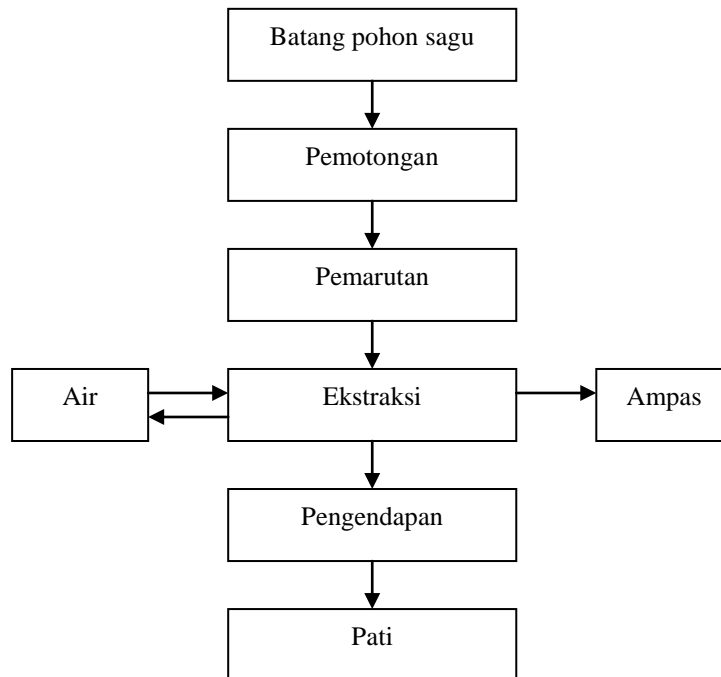 Batang pohon sagu
Pemotongan
Pemarutan
Air
Ekstraksi
Ampas
Pengendapan
Pati